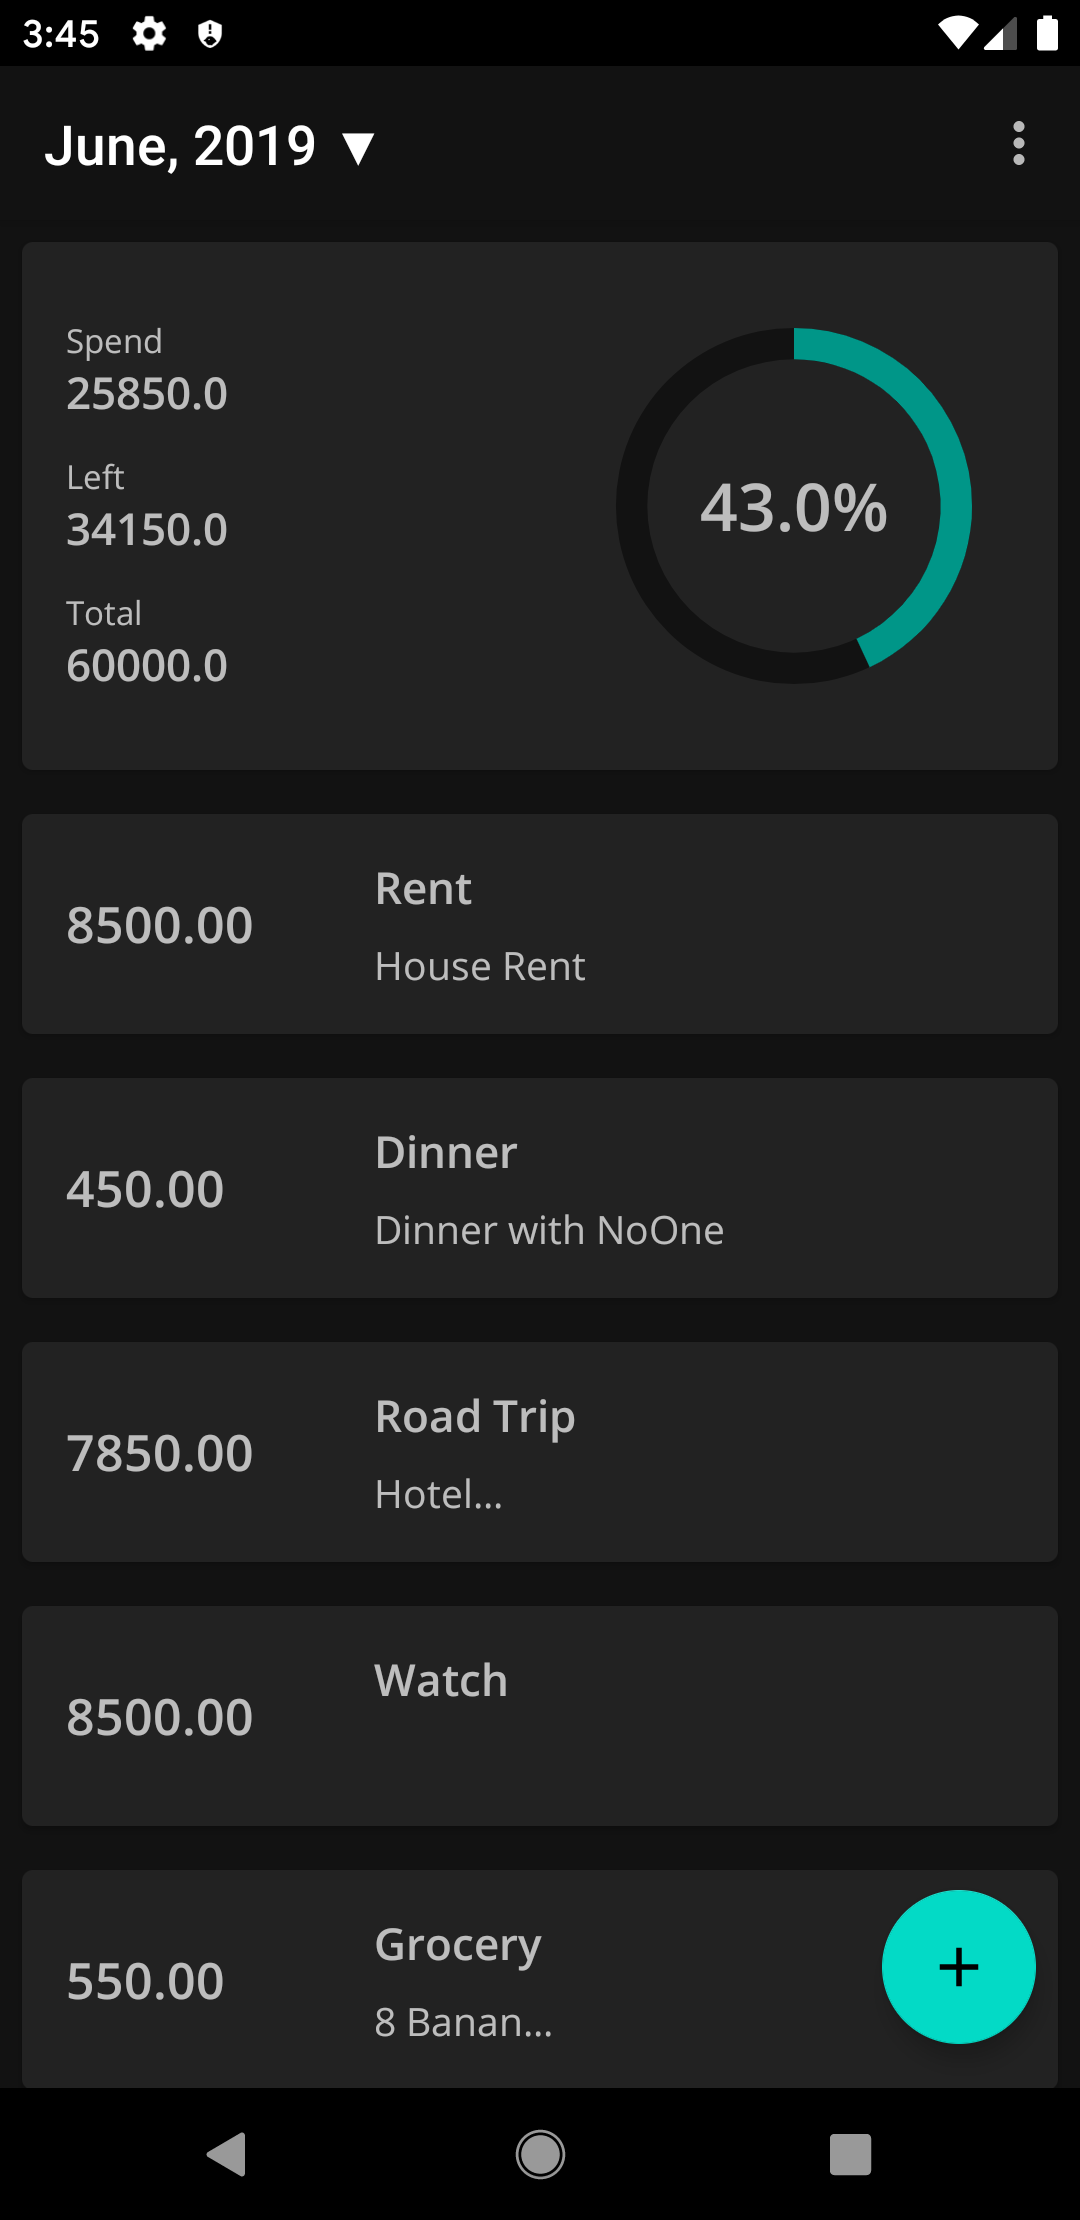 3:45
June, 2019 ▼
Spend
25850.0
Left
34150.0
Total
60000.0
43.0%
8500.00
Rent
House Rent
450.00
Dinner
Dinner with NoOne
7850.00
Road Trip
Hotel...
8500.00
Watch
550.00
Grocery
8 Banan...